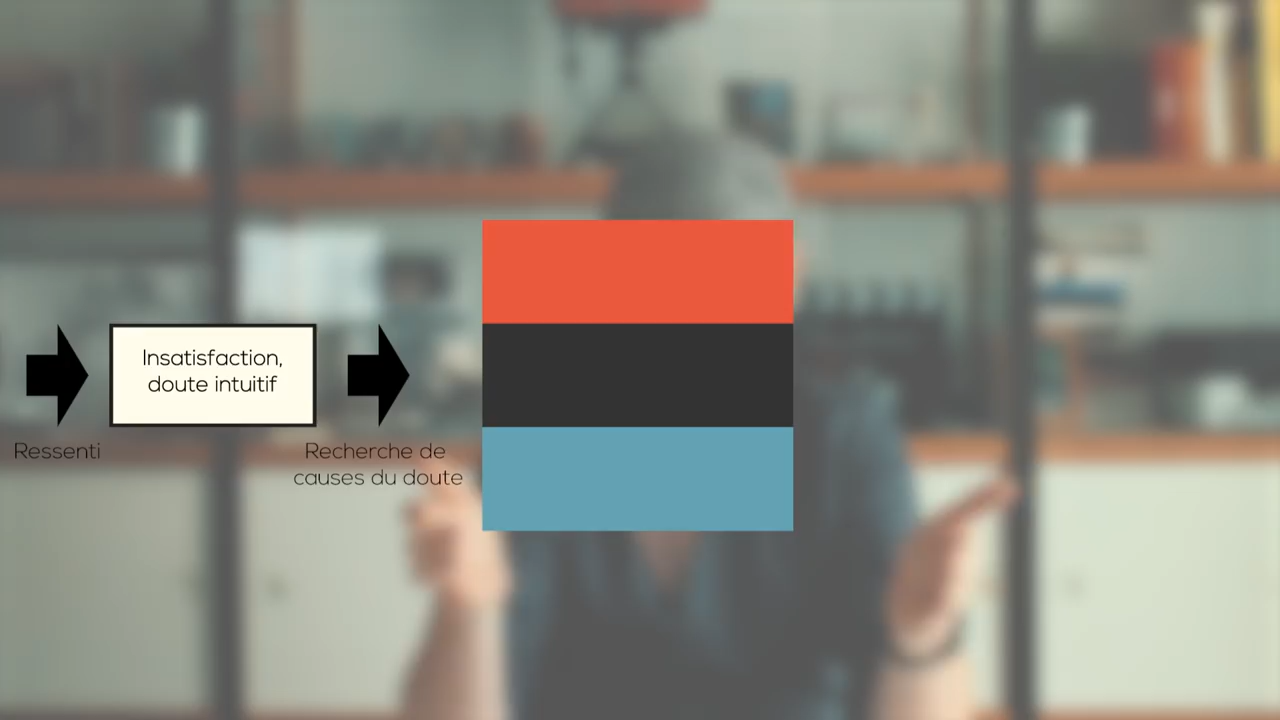 Insatisfaction,
doute intuitif
Ressenti
Recherche de
causes du doute